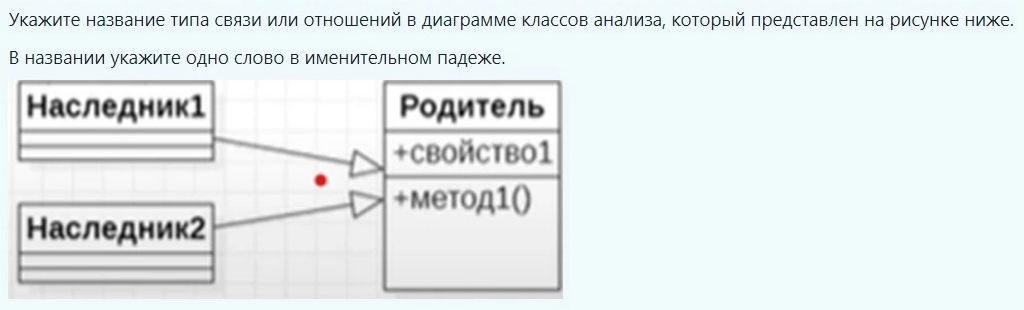 Укажите название типа связи или отношений в диаграмме классов анализа, который представлен на рисунке ниже.
В названии укажите одно слово в именительном падеже.
Наследник1
Родитель
+свойство1
+метод1()
Наследник2